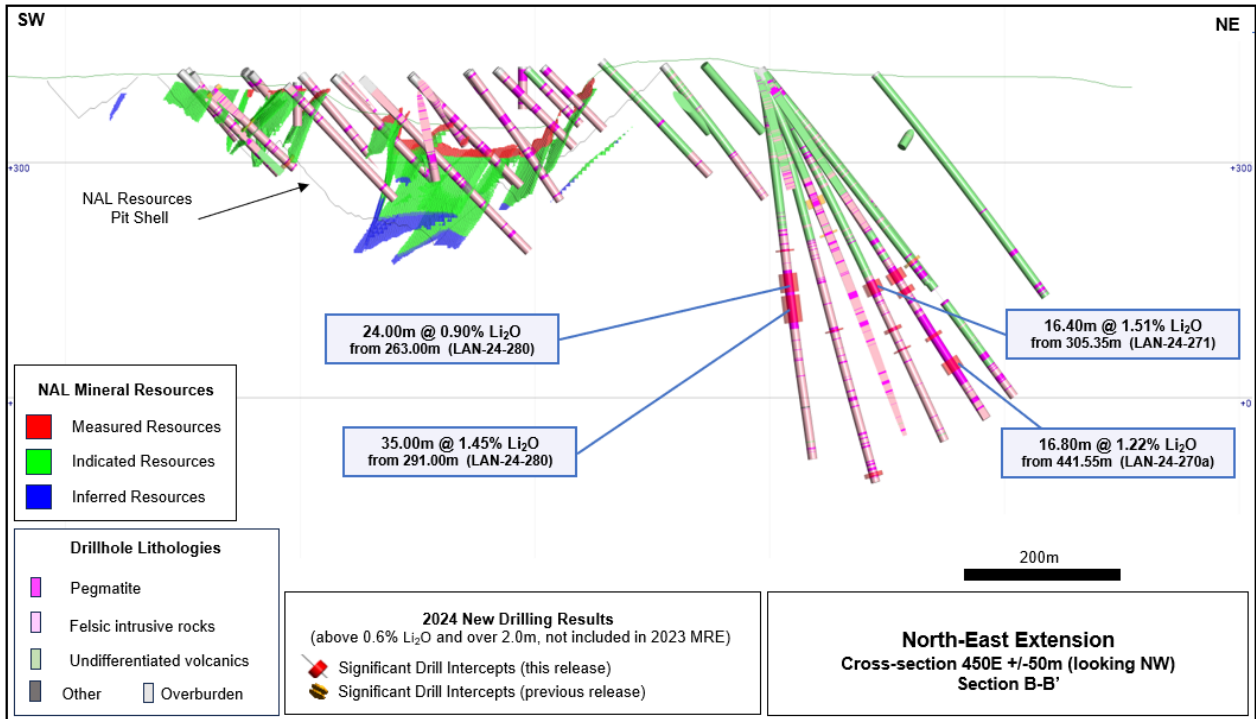 SW
NE
+300
+300
NAL Resources
Pit Shell
24.00m @ 0.90% Li₂O
from 263.00m (LAN-24-280)
16.40m @ 1.51% Li₂O
from 305.35m (LAN-24-271)
+0
35.00m @ 1.45% Li₂O
from 291.00m (LAN-24-280)
16.80m @ 1.22% Li₂O
from 441.55m (LAN-24-270a)
NAL Mineral Resources
Measured Resources
Indicated Resources
Inferred Resources
Drillhole Lithologies
Pegmatite
Felsic intrusive rocks
Undifferentiated volcanics
Other
Overburden
200m
2024 New Drilling Results
(above 0.6% Li₂O and over 2.0m, not included in 2023 MRE)
Significant Drill Intercepts (this release)
Significant Drill Intercepts (previous release)
North-East Extension
Cross-section 450E +/-50m (looking NW)
Section B-B’